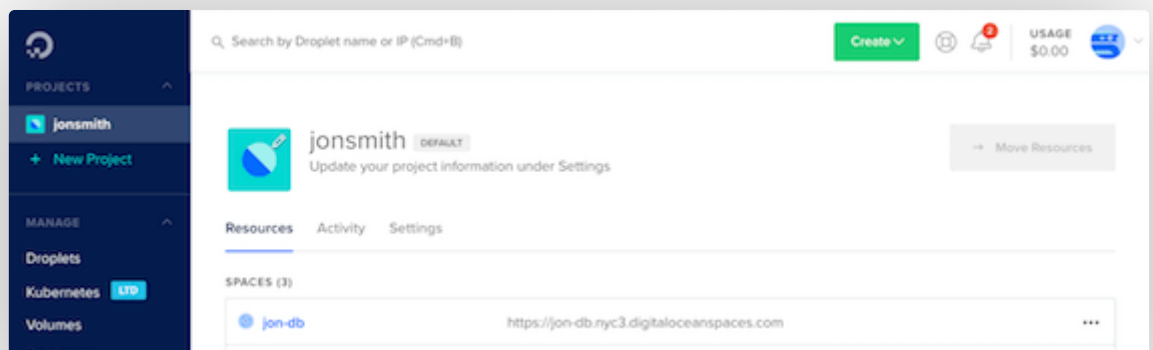 Search by Droplet name or IP (Cmd+B)
Create
2
USAGE
$0.00
PROJECTS
jonsmith
+ New Project
MANAGE
Droplets
Kubernetes LTD
Volumes
jonsmith DEFAULT
Update your project information under Settings
→ Move Resources
Resources Activity Settings
SPACES (3)
jon-db https://jon-db.nyc3.digitaloceanspaces.com ...